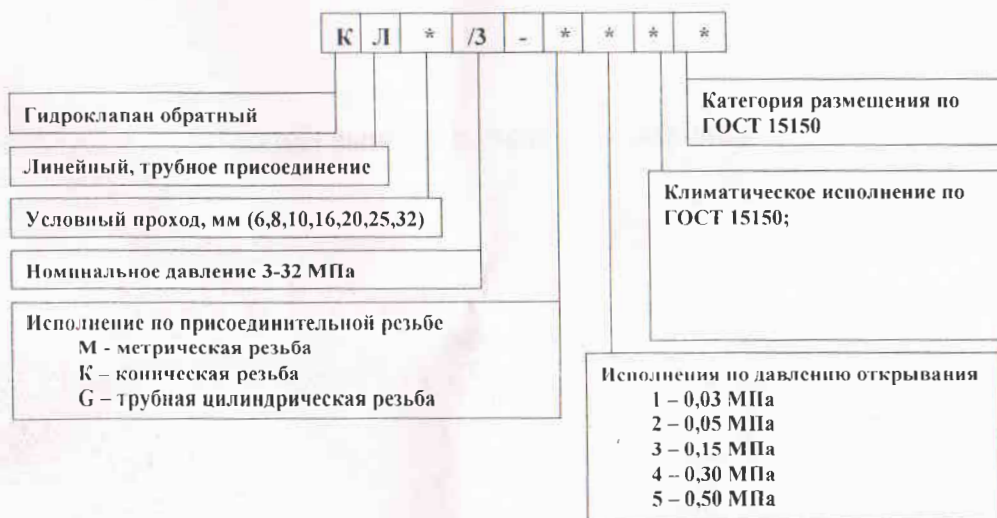 К Л * /3 - * * * *
Гидроклапан обратный
Линейный, трубное присоединение
Условный проход, мм (6,8,10,16,20,25,32)
Номинальное давление 3-32 МПа
Исполнение по присоединительной резьбе
М - метрическая резьба
К – коническая резьба
G – трубная цилиндрическая резьба
Категория размещения по
ГОСТ 15150
Климатическое исполнение по
ГОСТ 15150;
Исполнения по давлению открывания
1 – 0,03 МПа
2 – 0,05 МПа
3 – 0,15 МПа
4 – 0,30 МПа
5 – 0,50 МПа